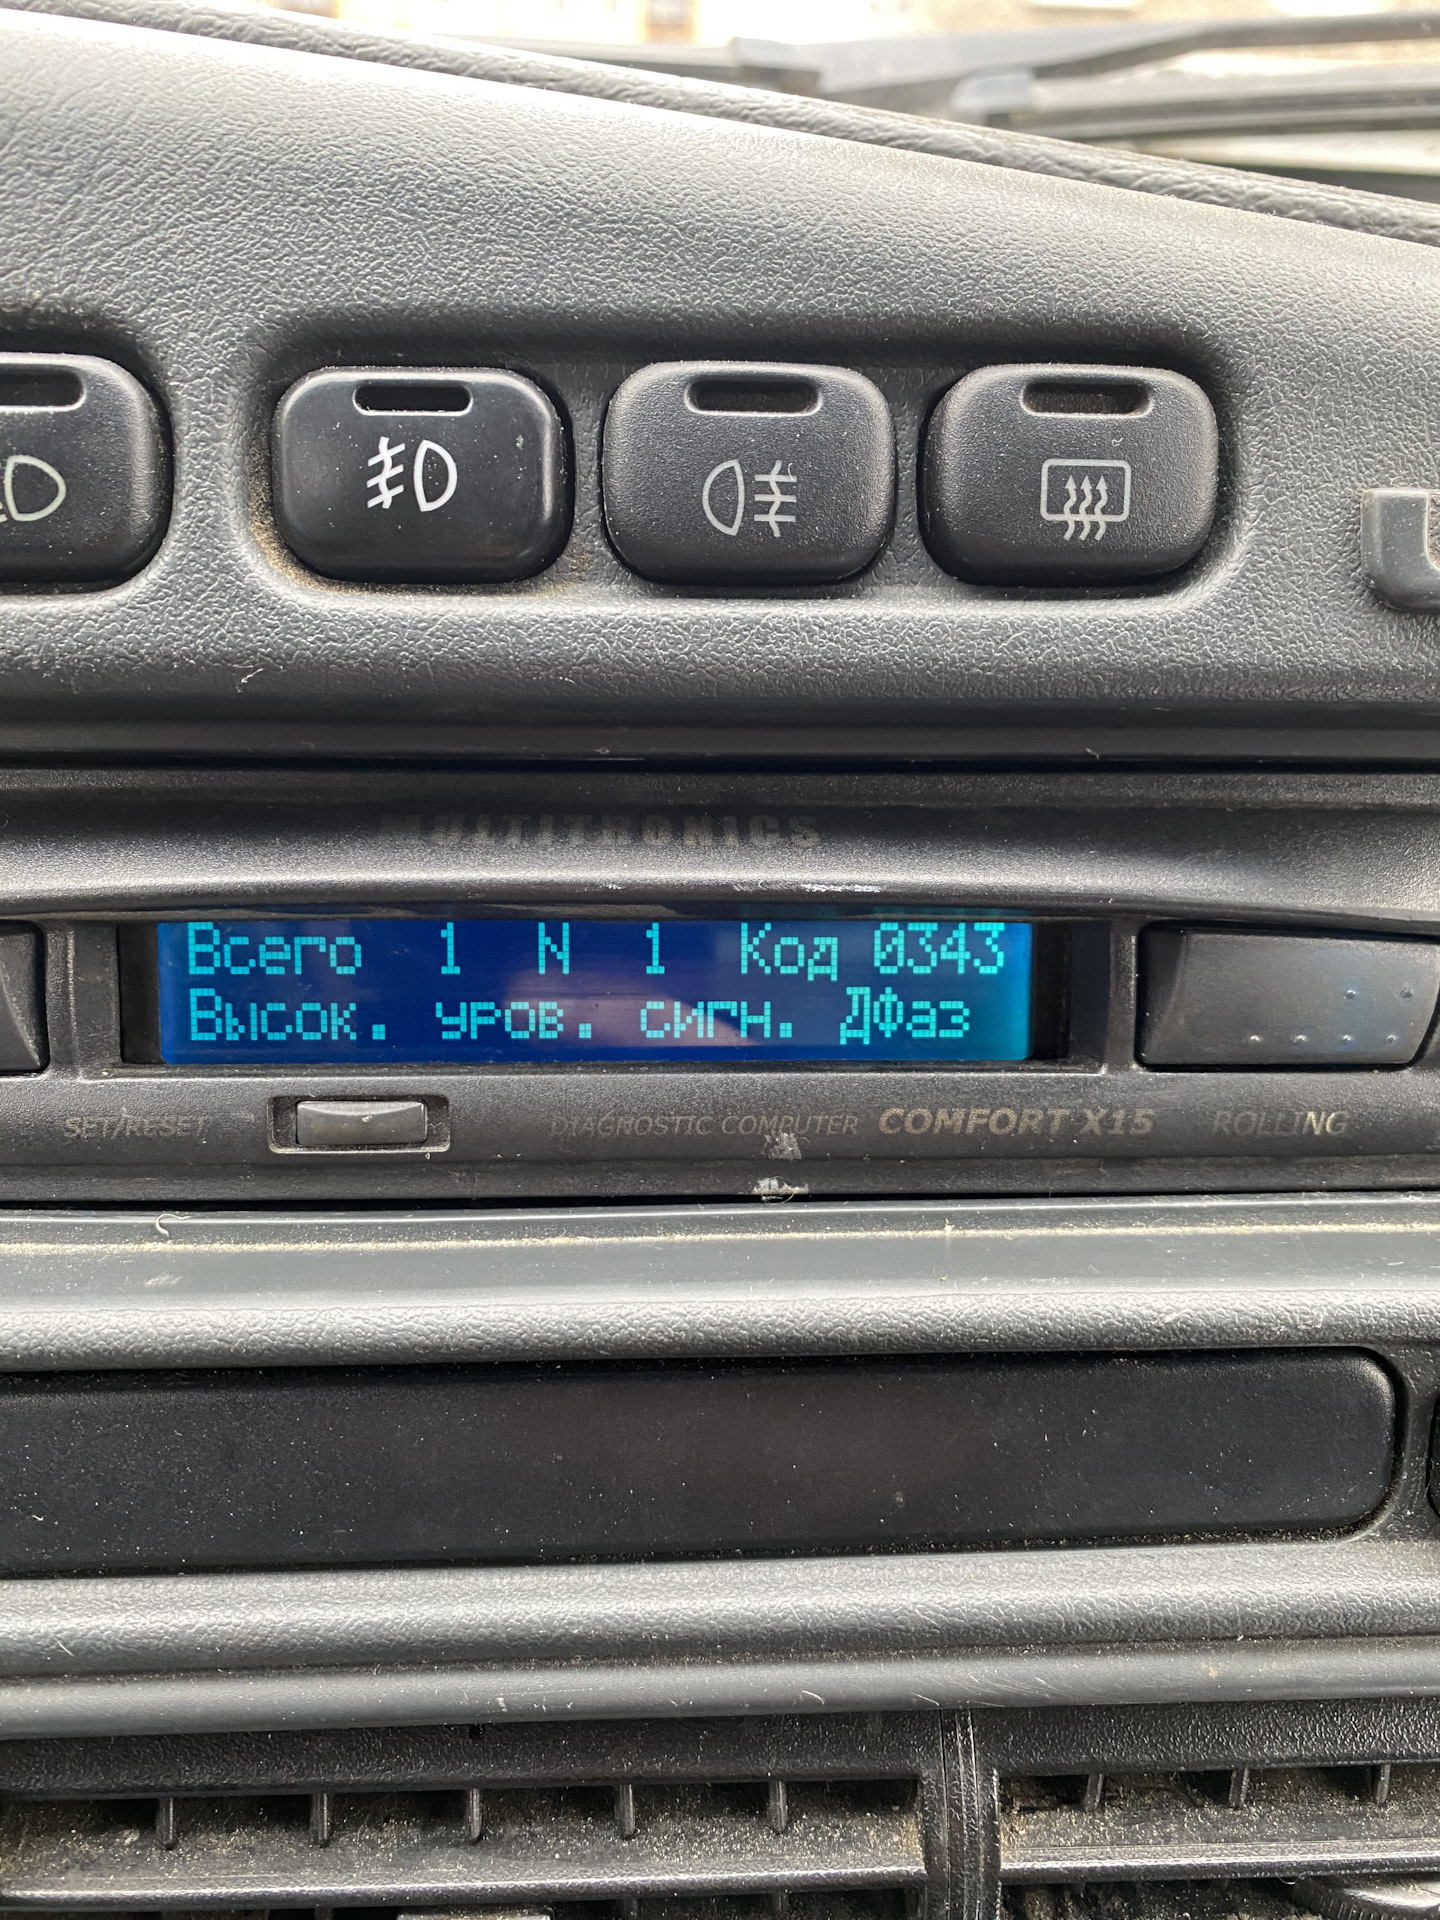 MULTITRONICS
Всего 1 N 1 Код 0343
Высок. уров. сигн. Дфаз
SET/RESET
DIAGNOSTIC COMPUTER COMFORT X15
ROLLING